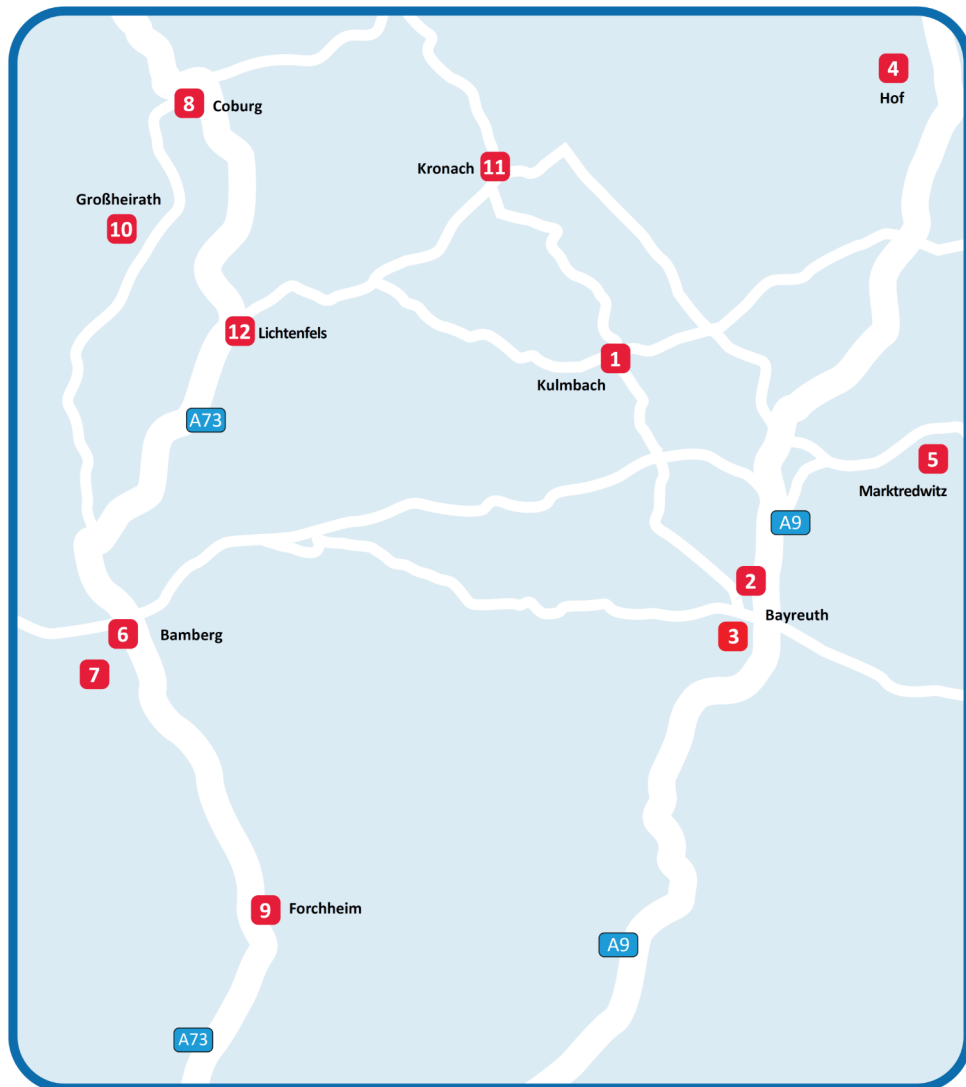 4
Hof
8
Coburg
Kronach
11
Großheirath
10
12
Lichtenfels
1
Kulmbach
A73
5
Marktredwitz
A9
2
Bayreuth
3
6
Bamberg
7
9
Forchheim
A9
A73